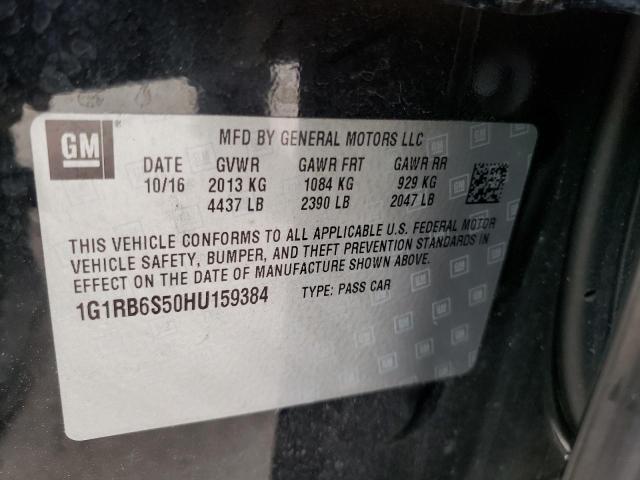 GM ®
MFD BY GENERAL MOTORS LLC
DATE GVWR GAWR FRT GAWR RR
10/16 2013 KG 1084 KG 929 KG
4437 LB 2390 LB 2047 LB
THIS VEHICLE CONFORMS TO ALL APPLICABLE U.S. FEDERAL MOTOR
VEHICLE SAFETY, BUMPER, AND THEFT PREVENTION STANDARDS IN
EFFECT ON THE DATE OF MANUFACTURE SHOWN ABOVE.
1G1RB6S50HU159384 TYPE: PASS CAR